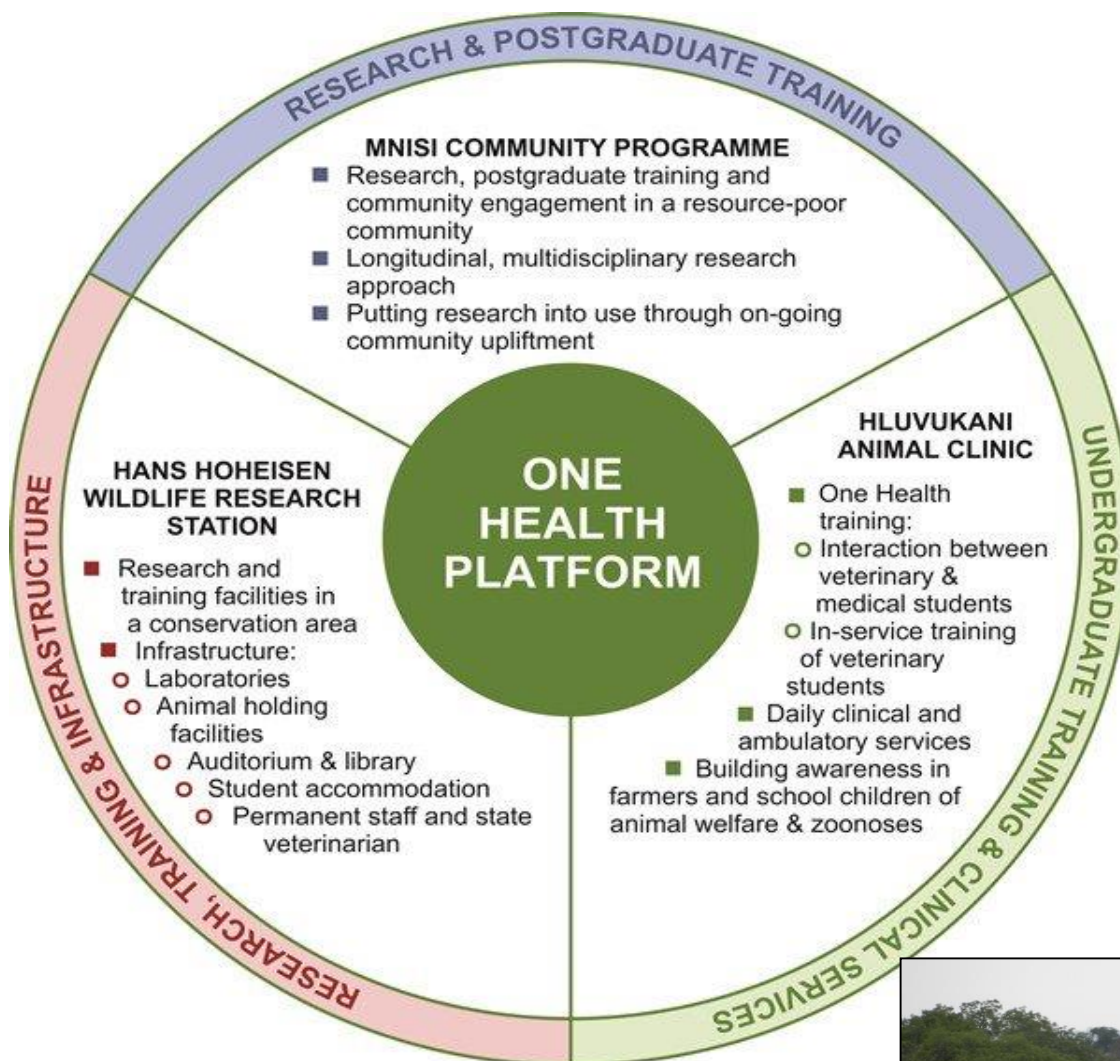 RESEARCH & POSTGRADUATE TRAINING
MNISI COMMUNITY PROGRAMME
Research, postgraduate training and
community engagement in a resource-poor
community
Longitudinal, multidisciplinary research
approach
Putting research into use through on-going
community upliftment
HLUVUKANI
ANIMAL CLINIC
One Health
training:
Interaction between
veterinary &
medical students
In-service training
of veterinary
students
Daily clinical and
ambulatory services
Building awareness in
farmers and school children of
animal welfare & zoonoses
UNDERGRADUATE TRAINING & CLINICAL SERVICES
HANS HOHEISEN
WILDLIFE RESEARCH
STATION
Research and
training facilities in
a conservation area
Infrastructure:
Laboratories
Animal holding
facilities
Auditorium & library
Student accommodation
Permanent staff and state
veterinarian
RESEARCH, TRAINING & INFRASTRUCTURE
ONE
HEALTH
PLATFORM